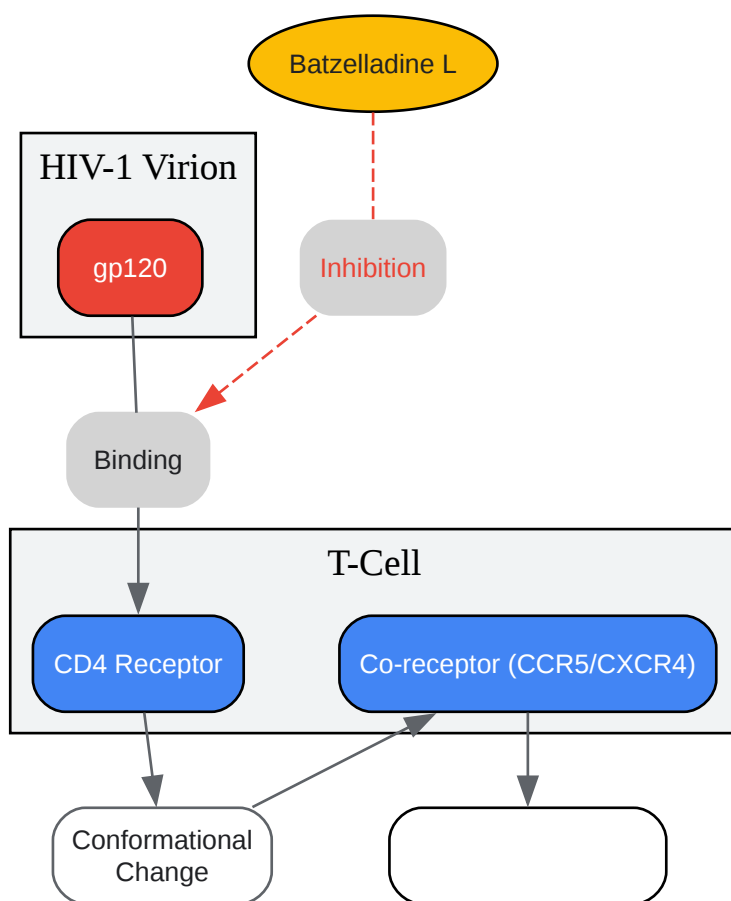 Batzelladine L
HIV-1 Virion
gp120
Inhibition
Binding
T-Cell
CD4 Receptor
Co-receptor (CCR5/CXCR4)
Conformational
Change